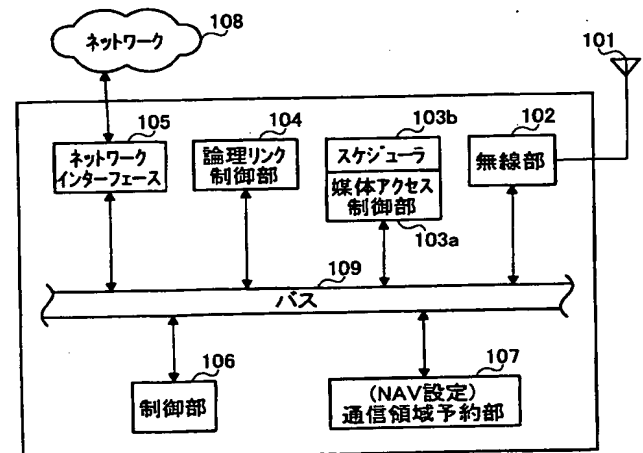 ネットワーク
108
101
105
ネットワーク
インターフェース
104
論理リンク
制御部
103b
スケジューラ
媒体アクセス
制御部
103a
102
無線部
109
バス
106
制御部
107
(NAV設定)
通信領域予約部